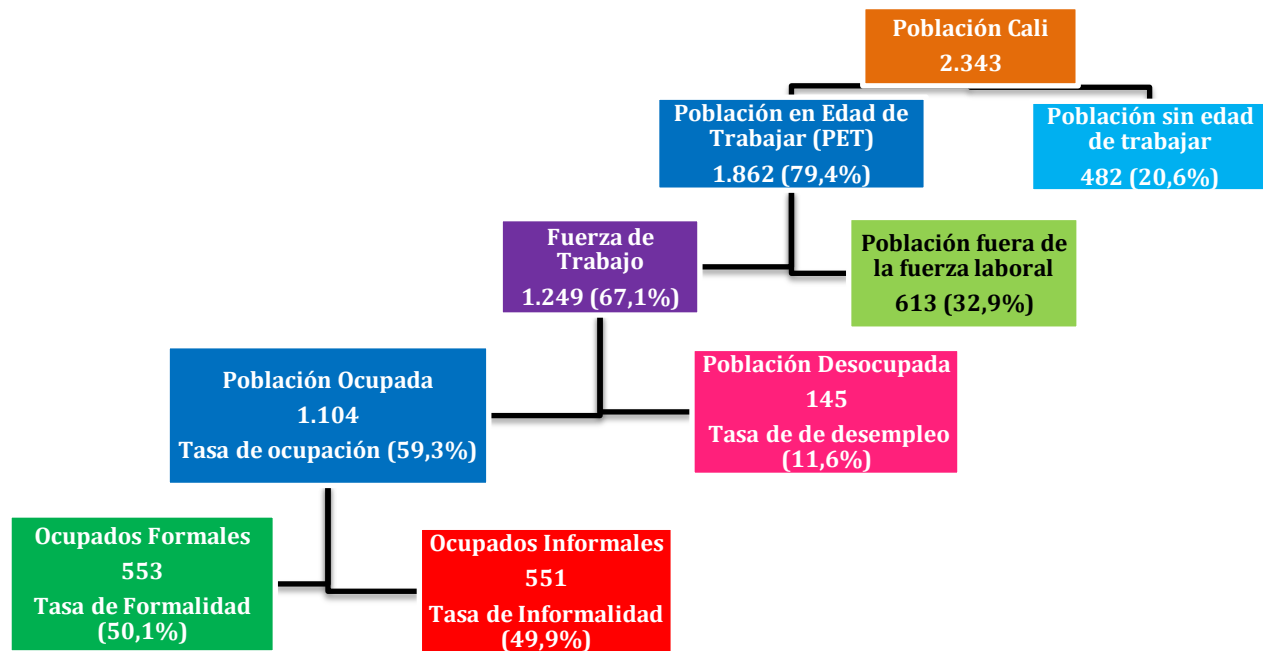 Población Cali
2.343
Población en Edad de
Trabajar (PET)
1.862 (79,4%)
Población sin edad
de trabajar
482 (20,6%)
Fuerza de
Trabajo
1.249 (67,1%)
Población fuera de
la fuerza laboral
613 (32,9%)
Población Ocupada
1.104
Tasa de ocupación (59,3%)
Población Desocupada
145
Tasa de de desempleo
(11,6%)
Ocupados Formales
553
Tasa de Formalidad
(50,1%)
Ocupados Informales
551
Tasa de Informalidad
(49,9%)